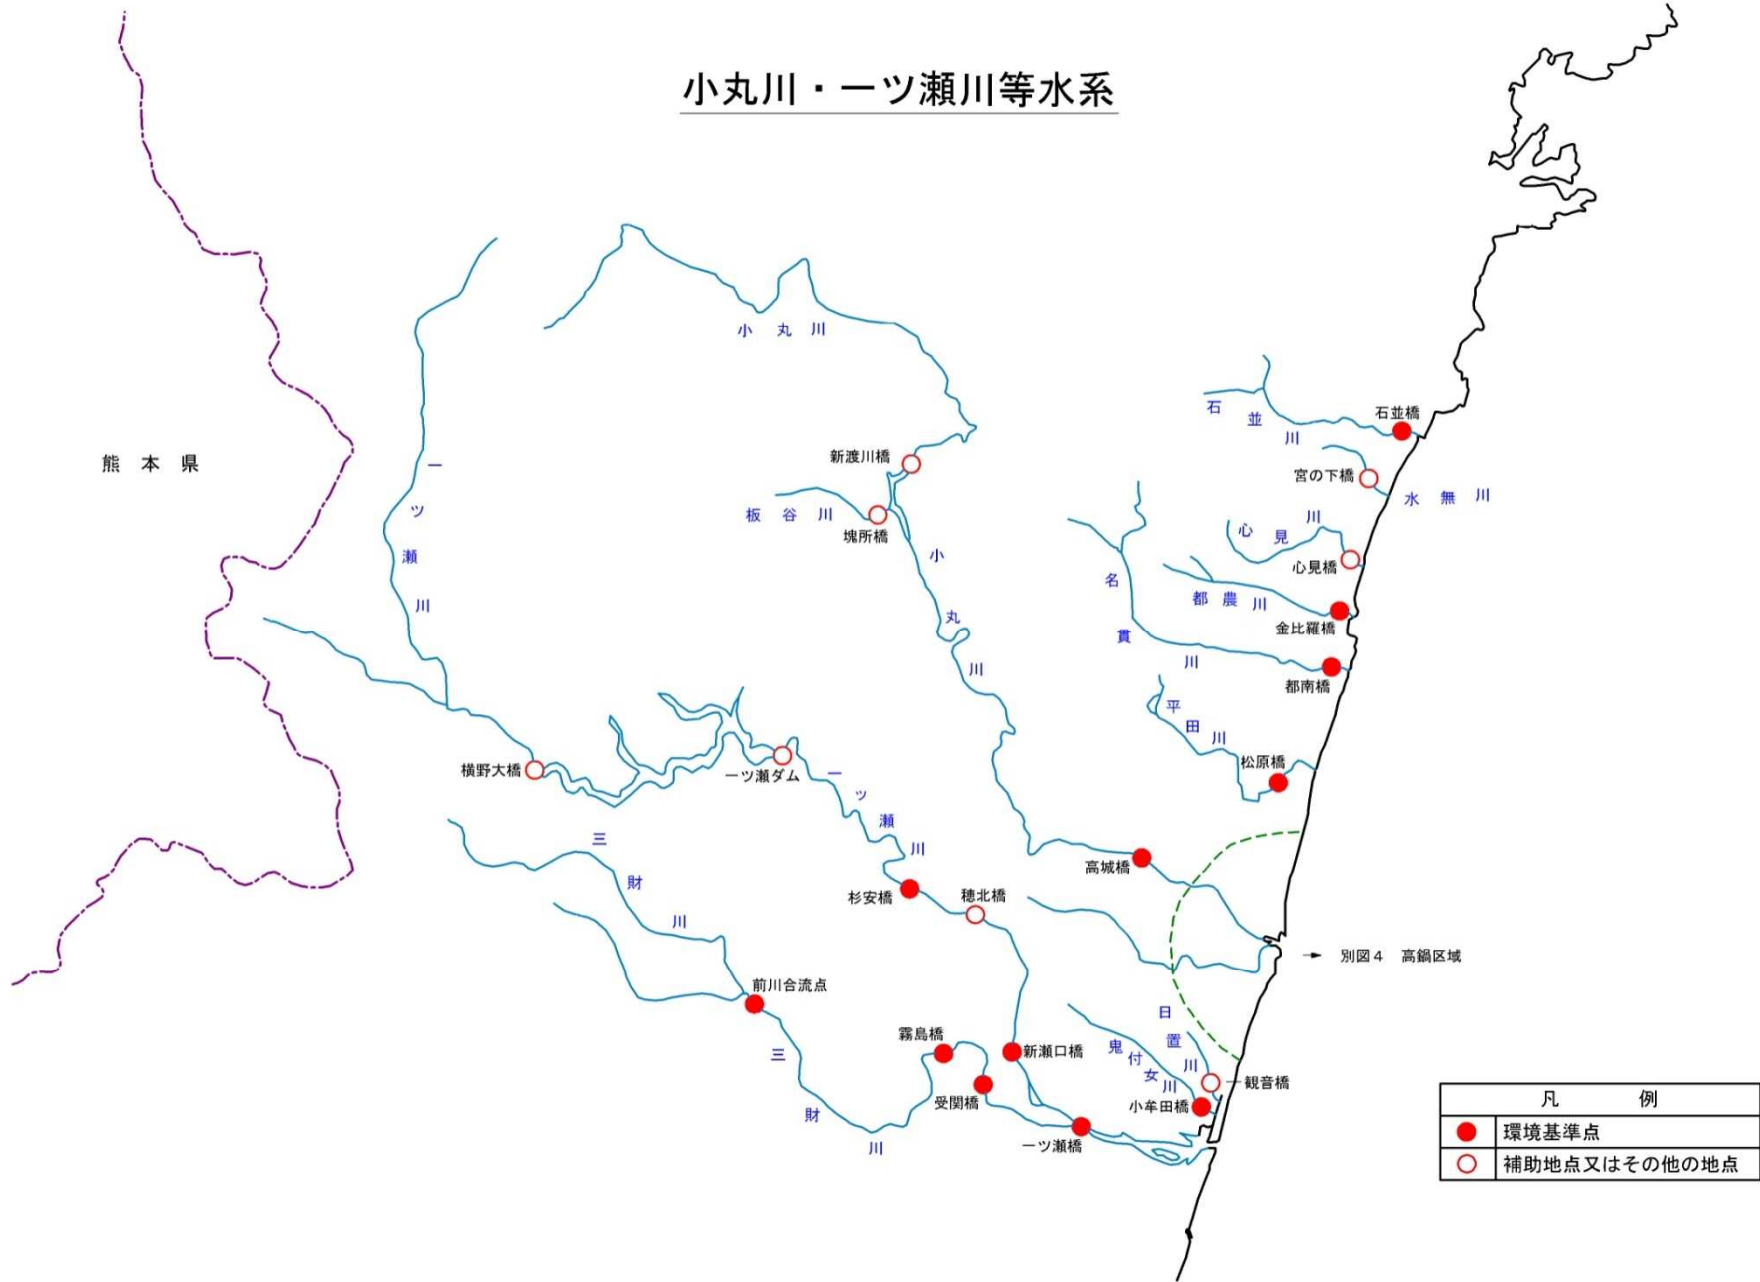 小丸川・一ツ瀬川等水系
小丸川
石並川
石並橋
熊本県
一ツ瀬川
新渡川橋
宮の下橋
水無川
板谷川
塊所橋
心見川
心見橋
小丸川
名貫川
都農川
金比羅橋
都南橋
平田川
松原橋
横野大橋
一ツ瀬ダム
一ツ瀬川
三財川
高城橋
杉安橋
穂北橋
別図4 高鍋区域
前川合流点
日置川
鬼付女川
霧島橋
新瀬口橋
三財川
受関橋
観音橋
小牟田橋
一ツ瀬橋
凡例
環境基準点
補助地点又はその他の地点